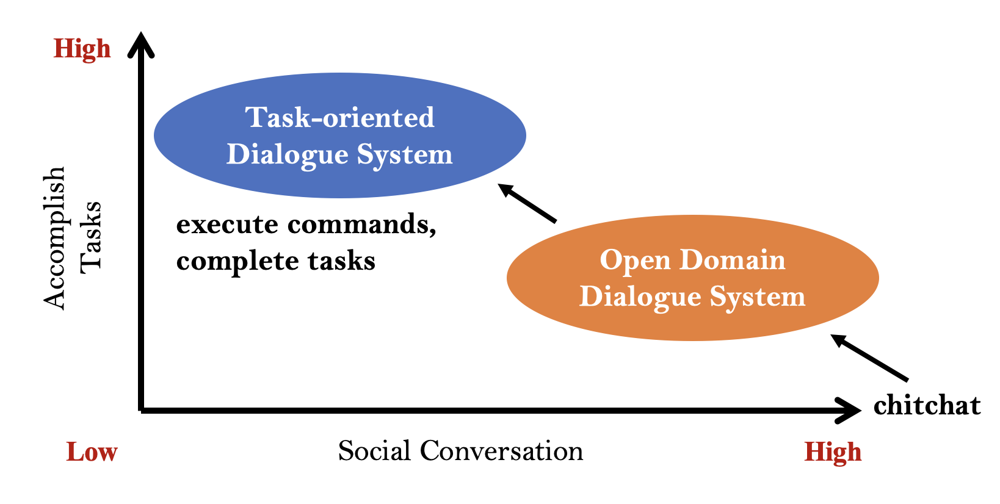 High
Task-oriented
Dialogue System
execute commands,
complete tasks
Accomplish
Tasks
Open Domain
Dialogue System
chitchat
Low
Social Conversation
High